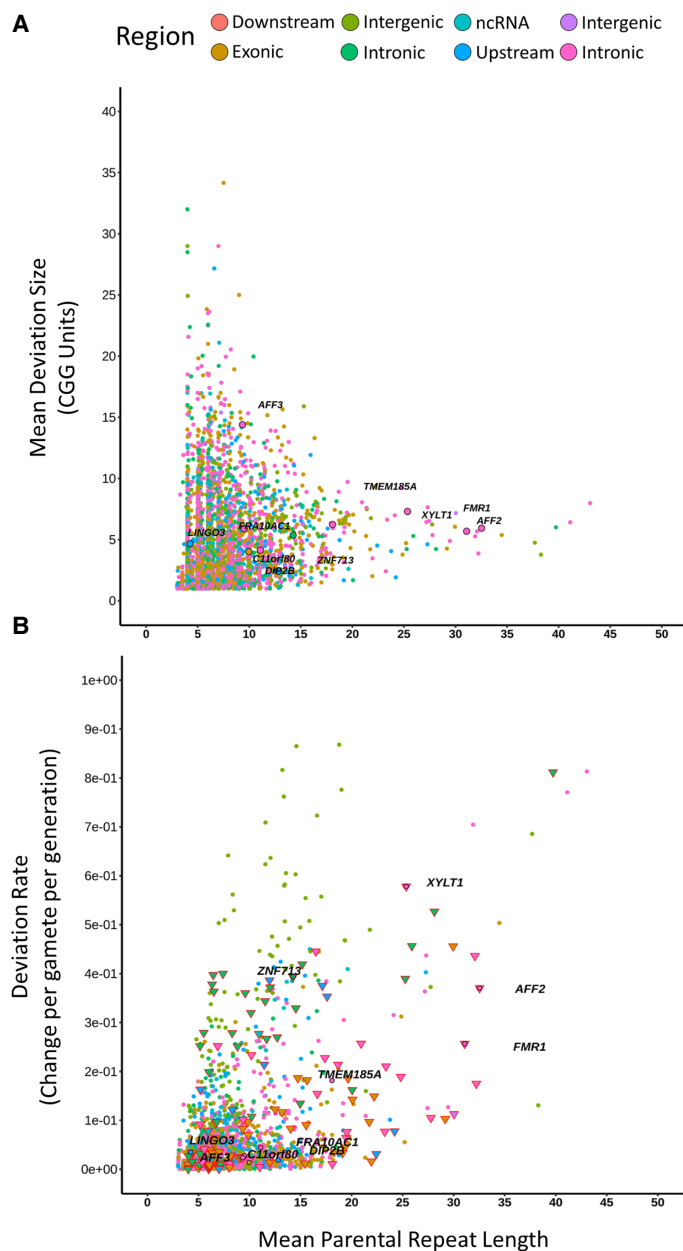 A
Region
Downstream Intergenic ncRNA Intergenic
Exonic Intronic Upstream Intronic
40
35
30
25
20
15
10
5
0
Mean Deviation Size
(CGG Units)
AFF3
TMEM185A
FMR1
XYLT1
AFF2
FRA10AC1
LINGO3
C11orf80
ZNF713
DIP2B
0 5 10 15 20 25 30 35 40 45 50
B
1e+00
9e-01
8e-01
7e-01
6e-01
5e-01
4e-01
3e-01
2e-01
1e-01
0e+00
Deviation Rate
(Change per gamete per generation)
XYLT1
ZNF713
AFF2
FMR1
TMEM185A
LINGO3
FRA10AC1
DIP2B
C11orf80
AFF3
0 5 10 15 20 25 30 35 40 45 50
Mean Parental Repeat Length